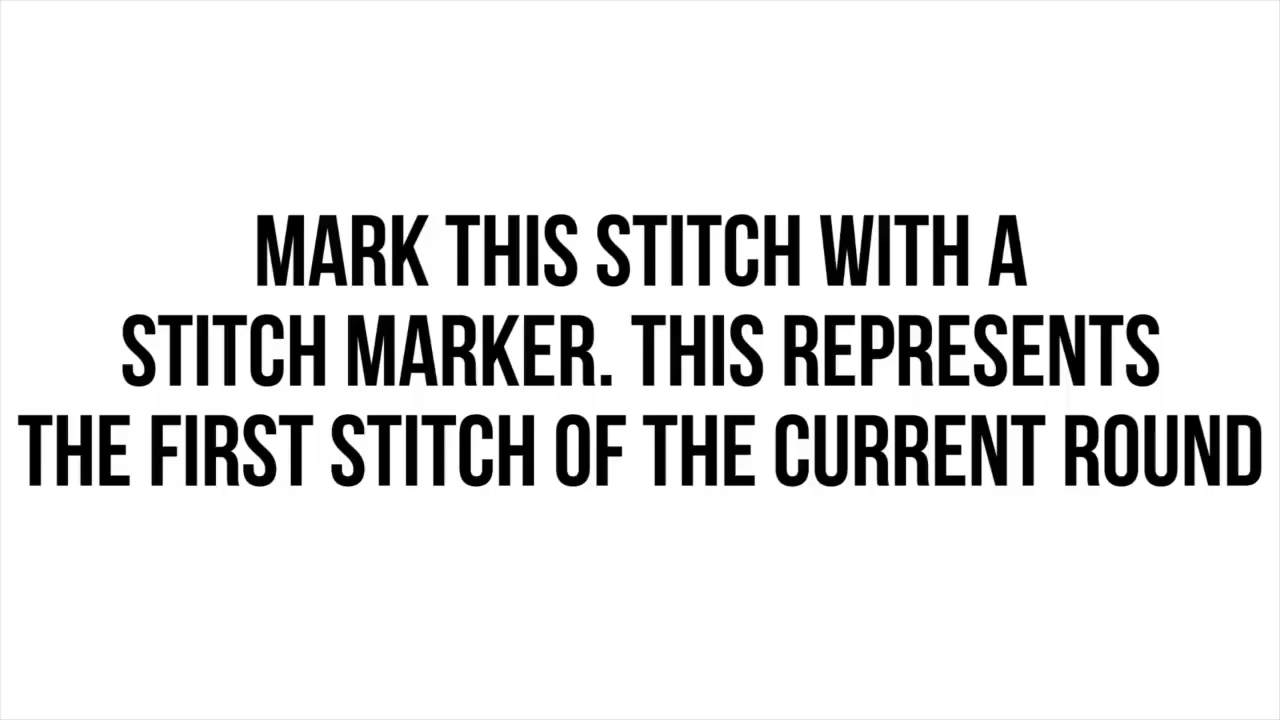 MARK THIS STITCH WITH A
STITCH MARKER. THIS REPRESENTS
THE FIRST STITCH OF THE CURRENT ROUND